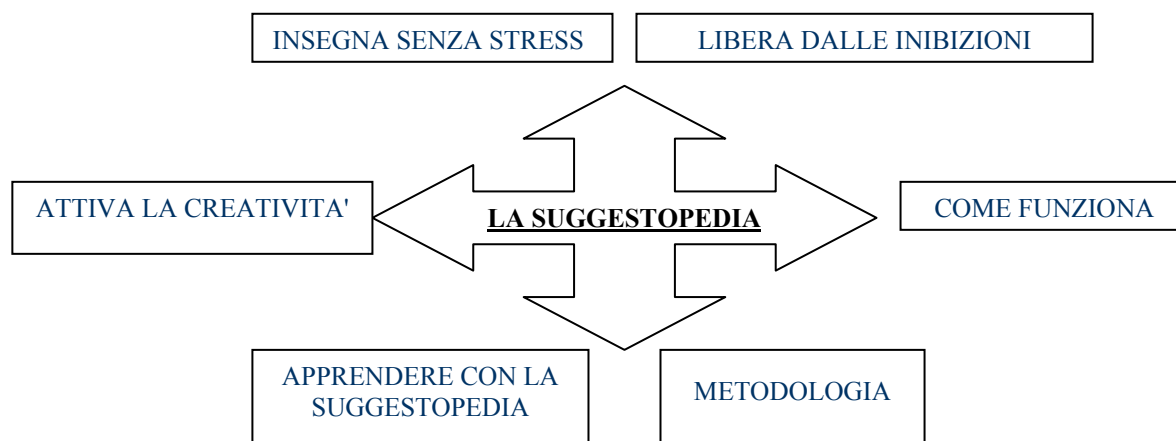 INSEGNA SENZA STRESS
LIBERA DALLE INIBIZIONI
ATTIVA LA CREATIVITA'
LA SUGGESTOPEDIA
COME FUNZIONA
APPRENDERE CON LA
SUGGESTOPEDIA
METODOLOGIA